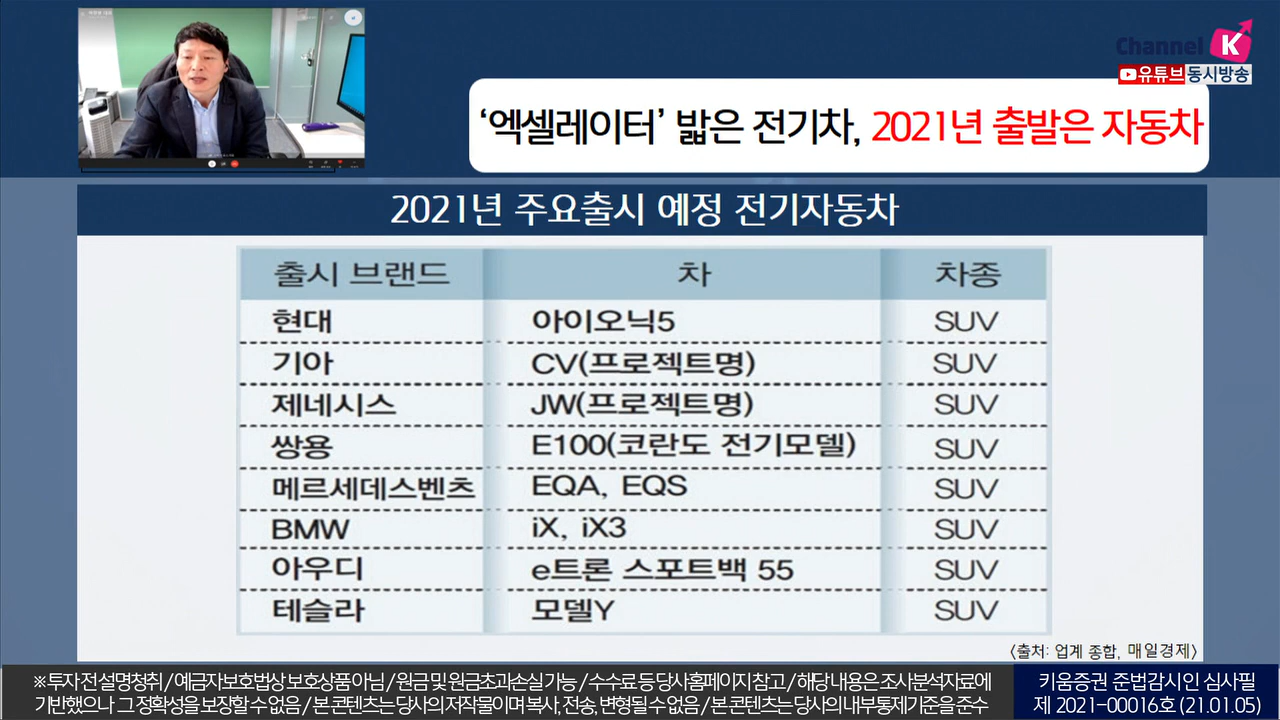 Channel K
유튜브 동시방송
‘엑셀레이터’ 밟은 전기차, 2021년 출발은 자동차
2021년 주요출시 예정 전기자동차
출시 브랜드 차 차종
현대 아이오닉5 SUV
기아 CV(프로젝트명) SUV
제네시스 JW(프로젝트명) SUV
쌍용 E100(코란도 전기모델) SUV
메르세데스벤츠 EQA, EQS SUV
BMW iX, iX3 SUV
아우디 e트론 스포트백 55 SUV
테슬라 모델Y SUV
〈출처: 업계 종합, 매일경제〉
※ 투자 전 설명청취 / 예금자보호법상 보호상품 아님 / 원금 및 원금초과손실 가능 / 수수료 등 당사홈페이지 참고 / 해당 내용은 조사분석자료에
기반했으나 그 정확성을 보장할 수 없음 / 본 콘텐츠는 당사의 저작물이며 복사, 전송, 변형될 수 없음 / 본 콘텐츠는 당사의 내부통제기준을 준수
키움증권 준법감시인 심사필
제 2021-00016호 (21.01.05)